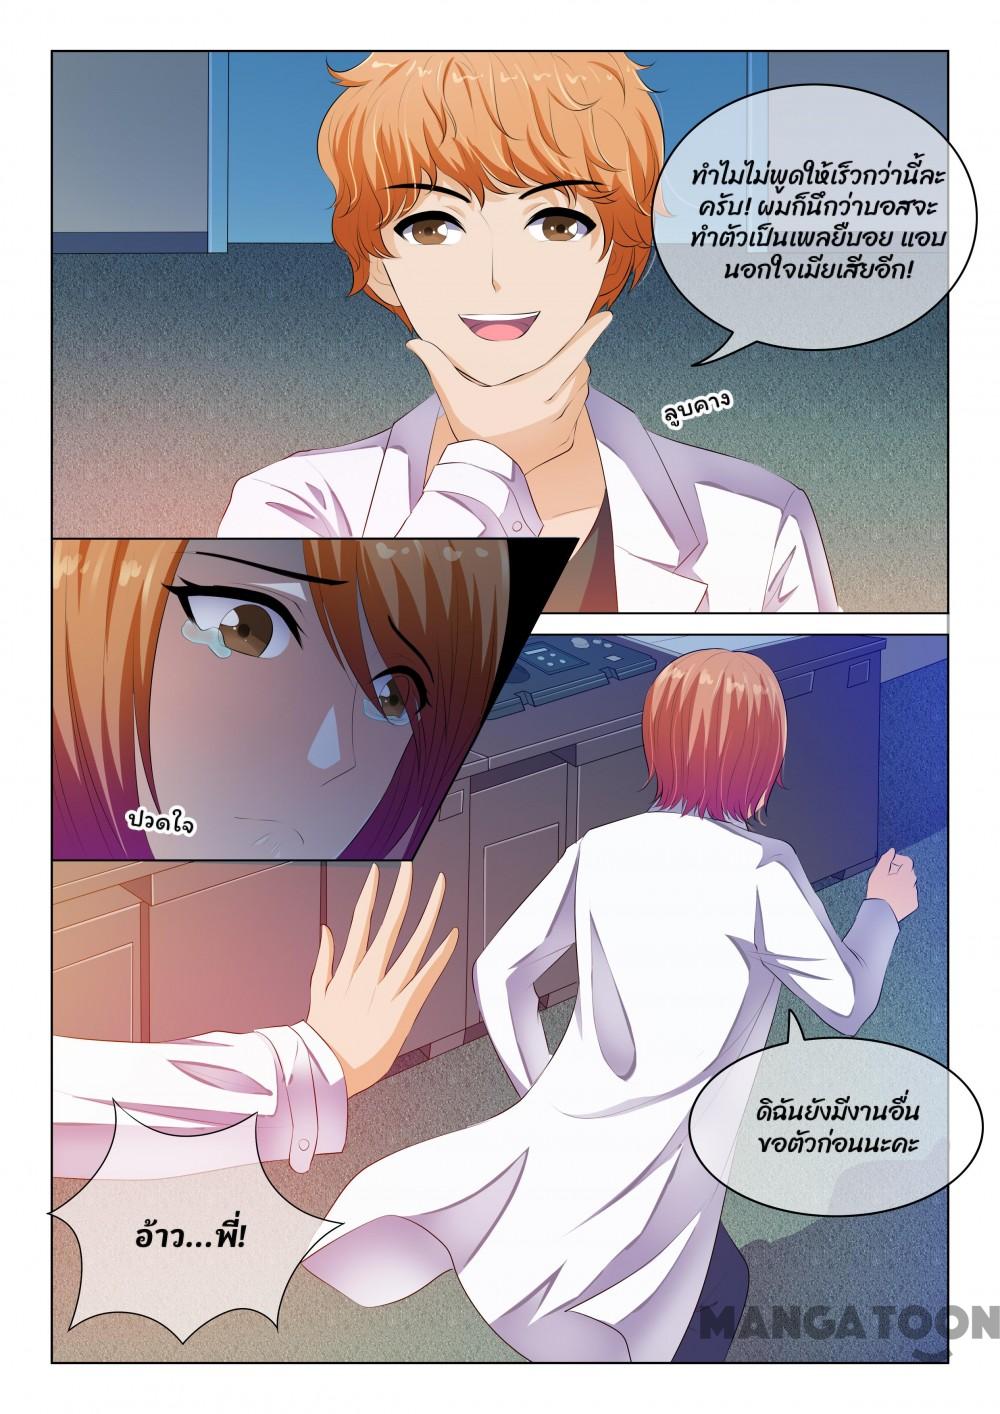 ทำไมไม่พูดให้เร็วกว่านี้ละ
ครับ! ผมก็นึกว่าบอสจะ
ทำตัวเป็นเพลย์บอย แอบ
นอกใจเมียเสียอีก!
ลูบคาง
ปวดใจ
ดิฉันยังมีงานอื่น
ขอตัวก่อนนะคะ
อ้าว...พี่!
MANGATOON